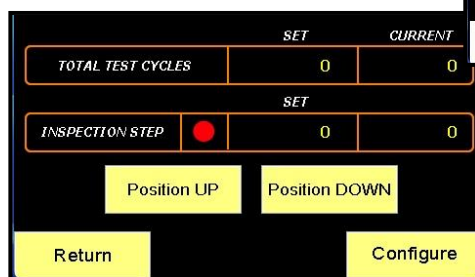 SET CURRENT
TOTAL TEST CYCLES 0 0
SET
INSPECTION STEP 0 0
Position UP Position DOWN
Return Configure